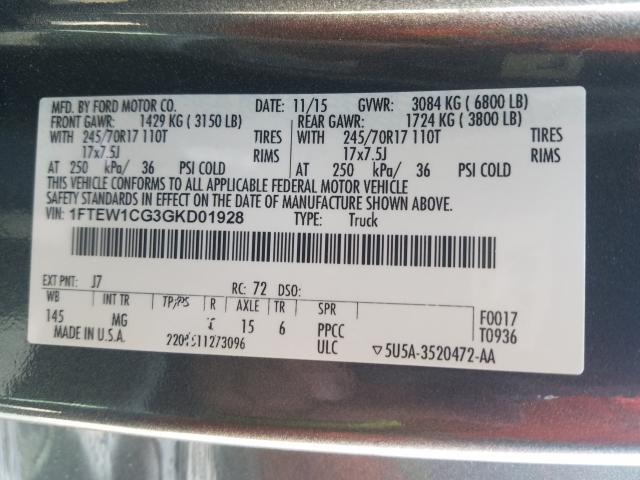 MFD. BY FORD MOTOR CO. DATE: 11/15 GVWR: 3084 KG (6800 LB)
FRONT GAWR: 1429 KG (3150 LB) REAR GAWR: 1724 KG (3800 LB)
WITH 245/70R17 110T TIRES WITH 245/70R17 110T TIRES
17x7.5J RIMS 17x7.5J RIMS
AT 250 kPa/ 36 PSI COLD AT 250 kPa/ 36 PSI COLD
THIS VEHICLE CONFORMS TO ALL APPLICABLE FEDERAL MOTOR VEHICLE
SAFETY STANDARDS IN EFFECT ON THE DATE OF MANUFACTURE SHOWN ABOVE.
VIN: 1FTEW1CG3GKD01928 TYPE: Truck
EXT PNT: J7 RC: 72 DSO:
WB INT TR TP/PS R AXLE TR SPR F0017
145 MG 15 6 PPCC T0936
MADE IN U.S.A. ULC ▽5U5A-3520472-AA